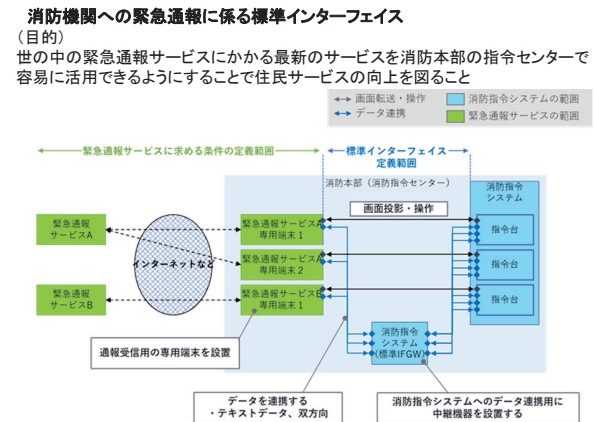 消防機関への緊急通報に係る標準インターフェイス
（目的）
世の中の緊急通報サービスにかかる最新のサービスを消防本部の指令センターで
容易に活用できるようにすることで住民サービスの向上を図ること
画面転送・操作
消防指令システムの範囲
データ連携
緊急通報サービスの範囲
緊急通報サービスに求める条件の定義範囲
標準インターフェイス
定義範囲
消防本部（消防指令センター）
消防指令
システム
画面投影・操作
緊急通報
サービスA
緊急通報サービスA
専用端末１
指令台
インターネットなど
緊急通報サービスA
専用端末２
指令台
緊急通報
サービスB
緊急通報サービスB
専用端末１
指令台
消防指令
システム
(標準IFGW)
通報受信用の専用端末を設置
データを連携する
・テキストデータ、双方向
消防指令システムへのデータ連携用に
中継機器を設置する